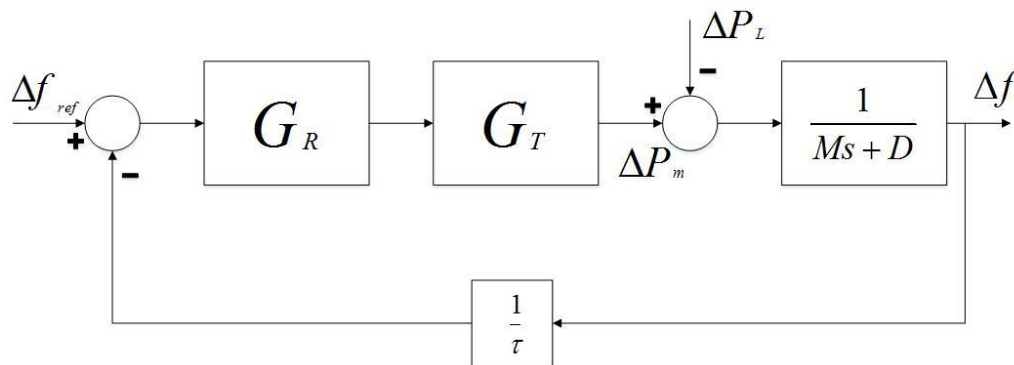 ΔP_L
Δf_ref
+
-
G_R
G_T
+
-
ΔP_m
1/(Ms + D)
Δf
1/τ